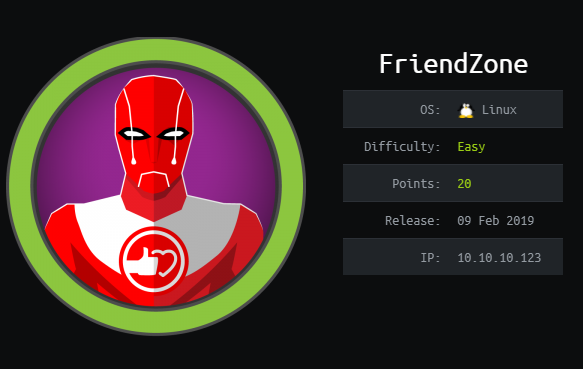 FriendZone
OS: Linux
Difficulty: Easy
Points: 20
Release: 09 Feb 2019
IP: 10.10.10.123